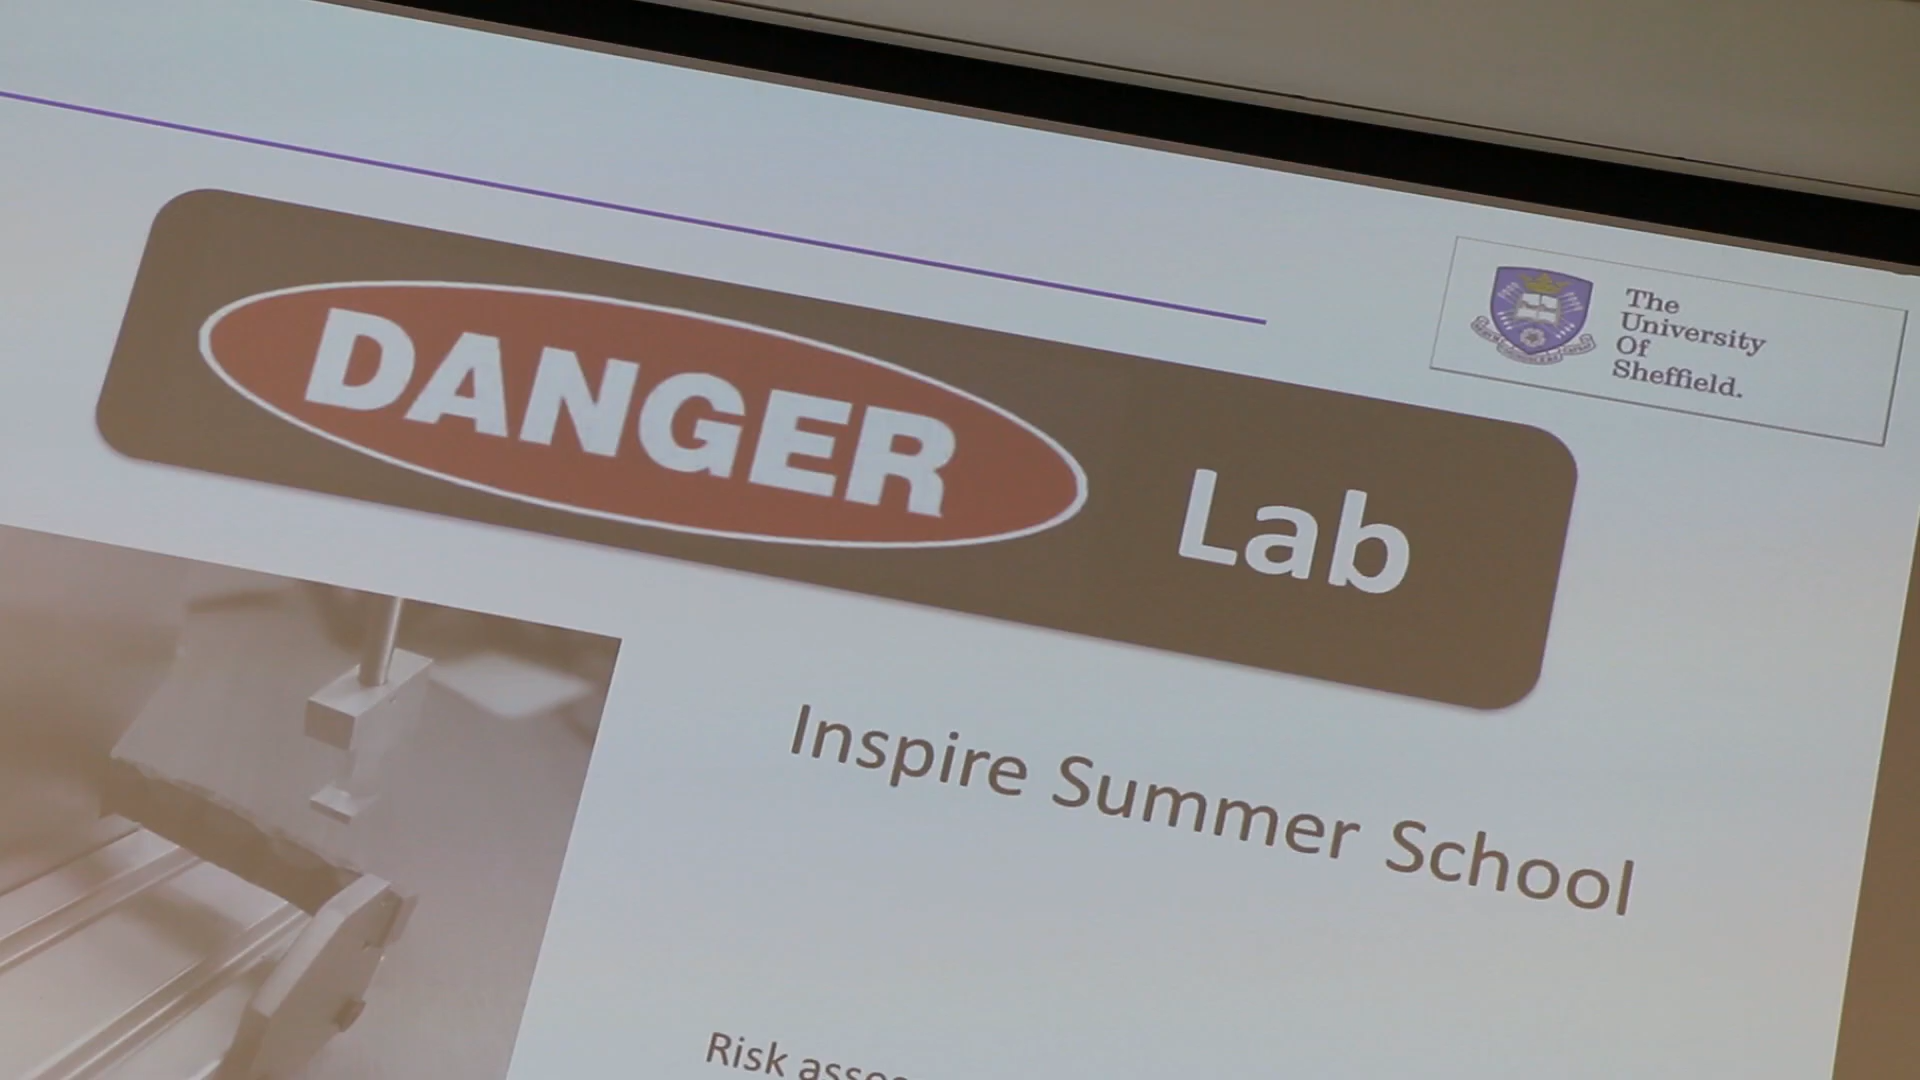 The
University
Of
Sheffield.
DANGER Lab
Inspire Summer School
Risk